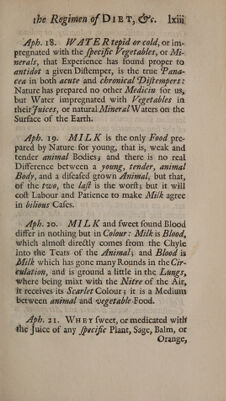 the Regimen of DIET, &c. lxiii
Aph. 18. WATER tepid or cold, or im-
pregnated with the specific Vegetables, or Mi-
nerals, that Experience has found proper to
antidot a given Distemper, is the true Pana-
cea in both acute and chronical Distempers:
Nature has prepared no other Medicin for us,
but Water impregnated with Vegetables in
their Juices, or natural Mineral Waters on the
Surface of the Earth.
Aph. 19. MILK is the only Food pre-
pared by Nature for young, that is, weak and
tender animal Bodies; and there is no real
Difference between a young, tender, animal
Body, and a diseased grown Animal, but that,
of the two, the last is the worst; but it will
cost Labour and Patience to make Milk agree
in bilious Cases.
Aph. 20. MILK and sweet found Blood
differ in nothing but in Colour: Milk is Blood,
which almost directly comes from the Chyle
into the Teats of the Animal; and Blood is
Milk which has gone many Rounds in the Cir-
culation, and is ground a little in the Lungs,
where being mixt with the Nitre of the Air,
it receives its Scarlet Colour; it is a Medium
between animal and vegetable Food.
Aph. 21. WHEY sweet, or medicated with
the Juice of any specific Plant, Sage, Balm, or
Orange,